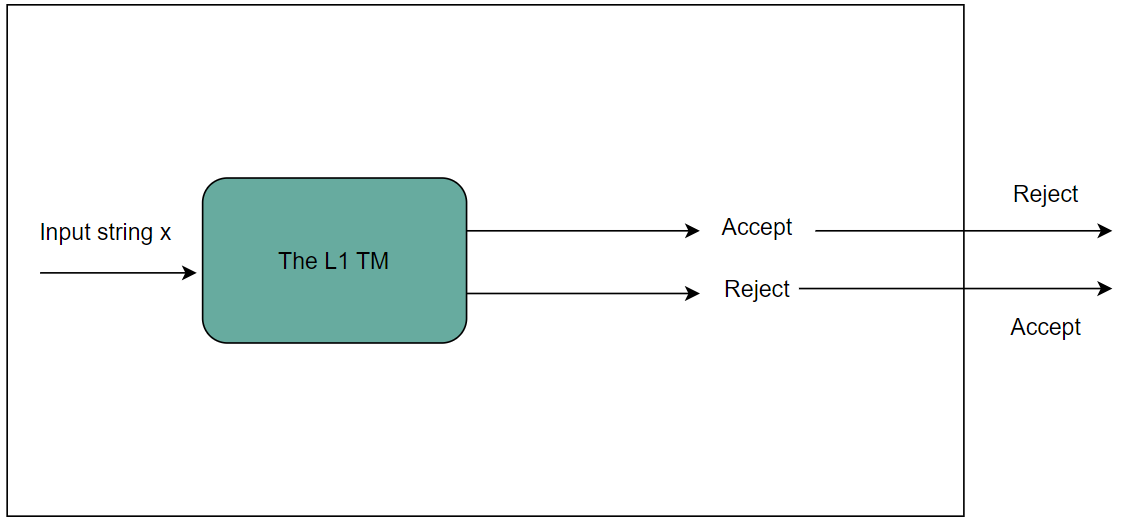 Input string x
The L1 TM
Accept
Reject
Reject
Accept